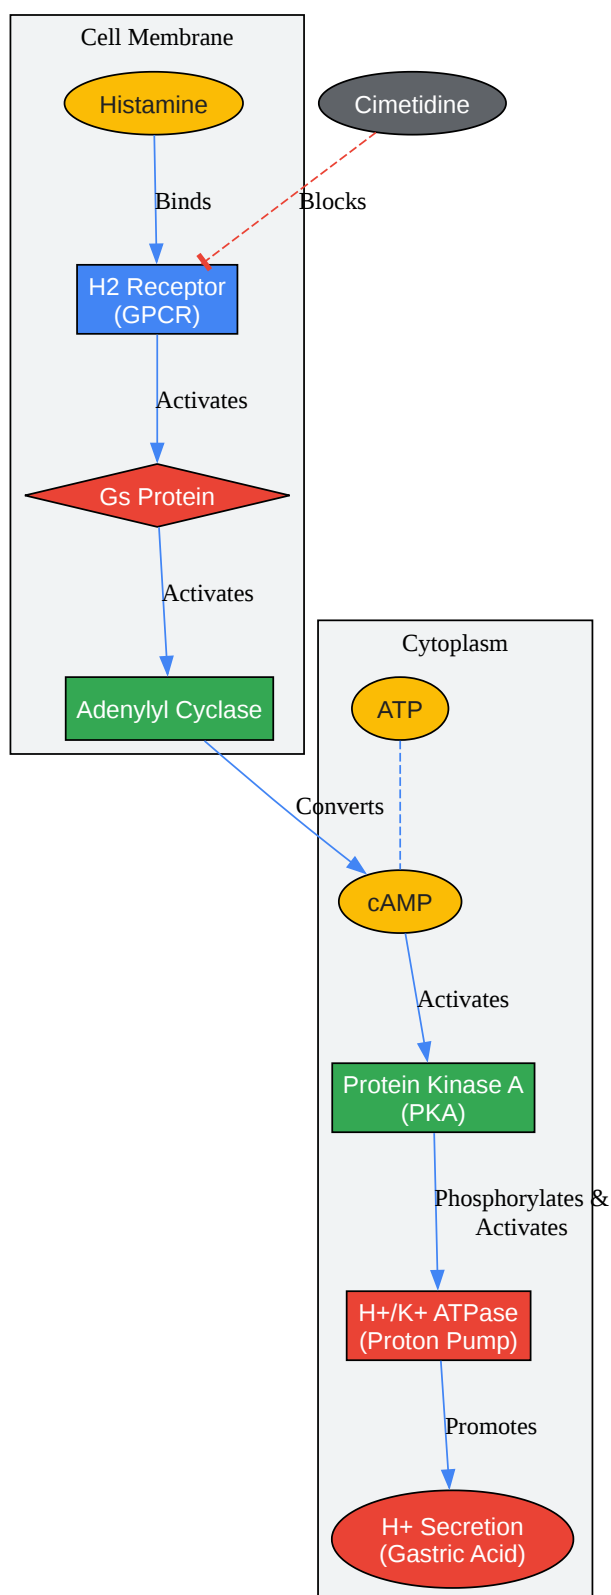 Cell Membrane
Histamine
Cimetidine
Binds
Blocks
H2 Receptor
(GPCR)
Activates
Gs Protein
Activates
Cytoplasm
Adenylyl Cyclase
ATP
Converts
cAMP
Activates
Protein Kinase A
(PKA)
Phosphorylates &
Activates
H+/K+ ATPase
(Proton Pump)
Promotes
H+ Secretion
(Gastric Acid)